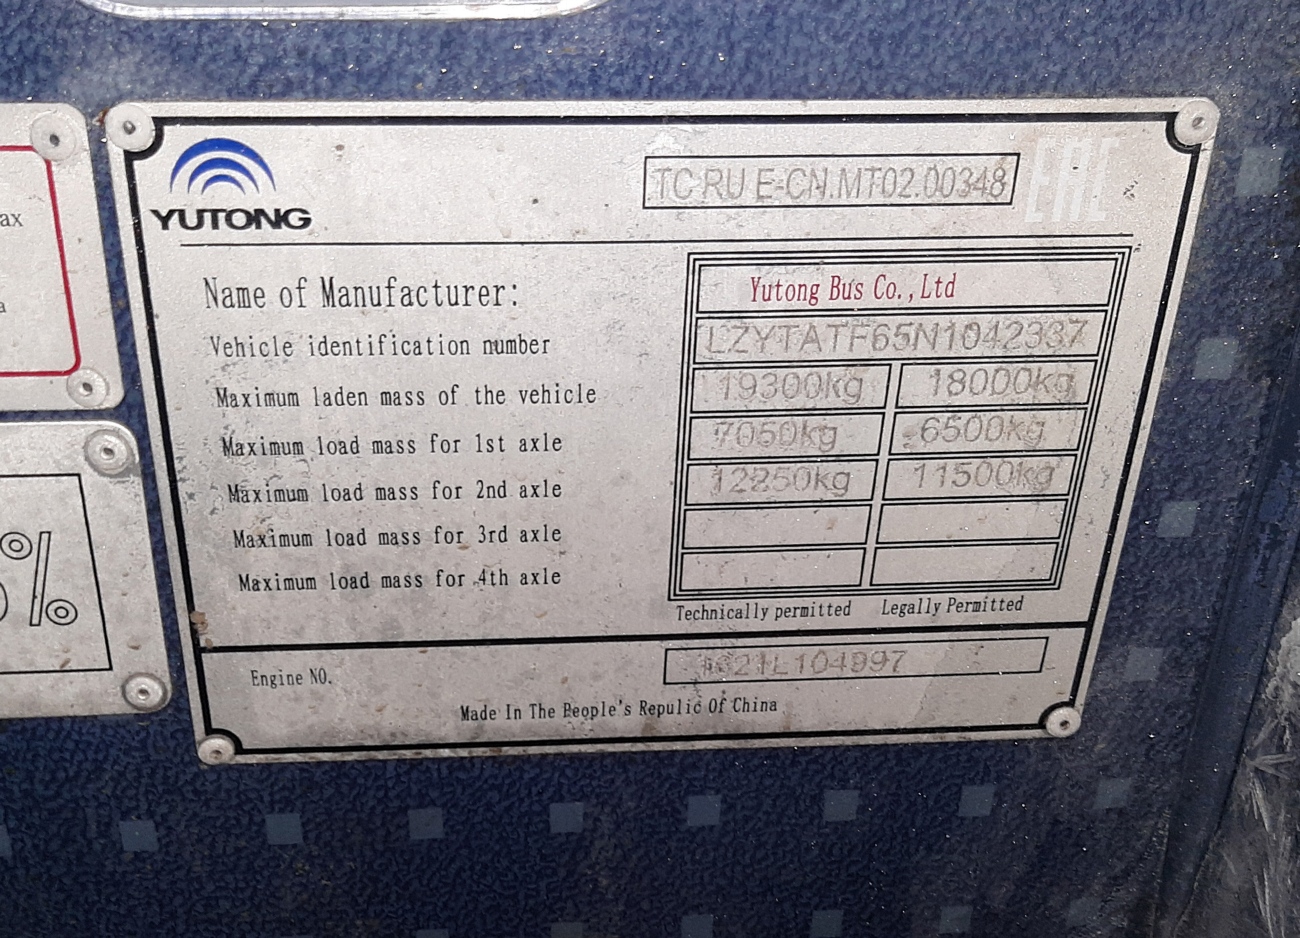 YUTONG
TC RU E-CN.MT02.00348
EAC
Name of Manufacturer: Yutong Bus Co.,Ltd
Vehicle identification number LZYTATF65N1042337
Maximum laden mass of the vehicle 19300kg 18000kg
Maximum load mass for 1st axle 7050kg 6500kg
Maximum load mass for 2nd axle 12250kg 11500kg
Maximum load mass for 3rd axle
Maximum load mass for 4th axle
Technically permitted Legally Permitted
Engine NO.
Made In The People's Repulic Of China
ax
a
%